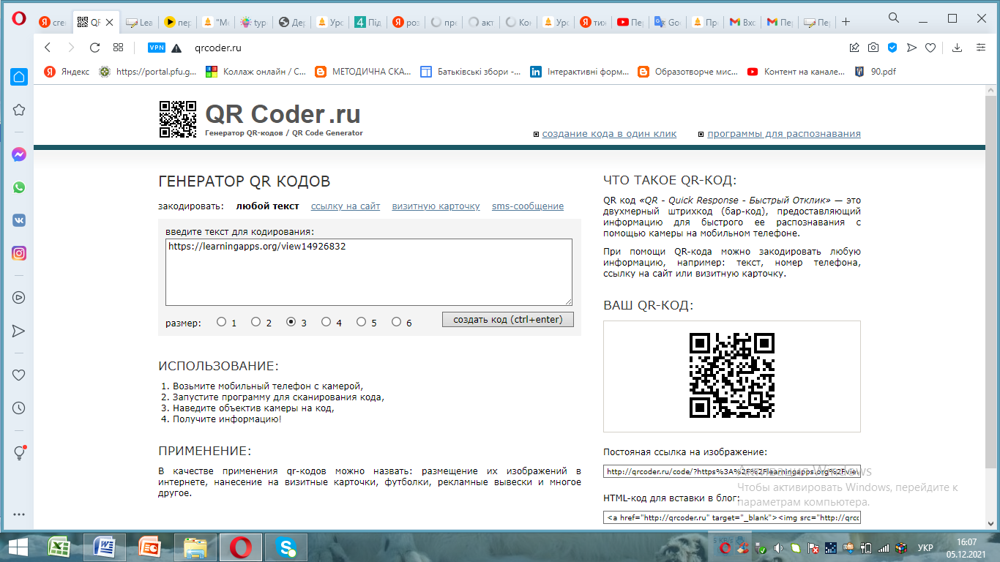 сге
QF
Lea
пер
"Мо
typ
Дер
Уро
Під
роз
пре
акт
Кон
Уро
тих
Пе
Goo
Пре
Вхо
Пе
Пе
VPN
qrcoder.ru
Яндекс
https://portal.pfu.g...
Коллаж онлайн / С...
МЕТОДИЧНА СКА...
Батьківські збори -...
Інтерактивні форм...
Образотворче мис...
Контент на канале...
90.pdf
QR Coder.ru
Генератор QR-кодов / QR Code Generator
создание кода в один клик
программы для распознавания
ГЕНЕРАТОР QR КОДОВ
закодировать: любой текст ссылку на сайт визитную карточку sms-сообщение
введите текст для кодирования:
https://learningapps.org/view14926832
размер: 1 2 3 4 5 6
создать код (ctrl+enter)
ИСПОЛЬЗОВАНИЕ:
1. Возьмите мобильный телефон с камерой,
2. Запустите программу для сканирования кода,
3. Наведите объектив камеры на код,
4. Получите информацию!
ПРИМЕНЕНИЕ:
В качестве применения qr-кодов можно назвать: размещение их изображений в
интернете, нанесение на визитные карточки, футболки, рекламные вывески и многое
другое.
ЧТО ТАКОЕ QR-КОД:
QR код «QR - Quick Response - Быстрый Отклик» — это
двухмерный штрихкод (бар-код), предоставляющий
информацию для быстрого ее распознавания с
помощью камеры на мобильном телефоне.
При помощи QR-кода можно закодировать любую
информацию, например: текст, номер телефона,
ссылку на сайт или визитную карточку.
ВАШ QR-КОД:
Постояная ссылка на изображение:
http://qrcoder.ru/code/?https%3A%2F%2Flearningapps.org%2Fvie
Активация Windows
Чтобы активировать Windows, перейдите к
параметрам компьютера.
HTML-код для вставки в блог:
<a href="http://qrcoder.ru" target="_blank"><img src="http://qrco
УКР
16:07
05.12.2021